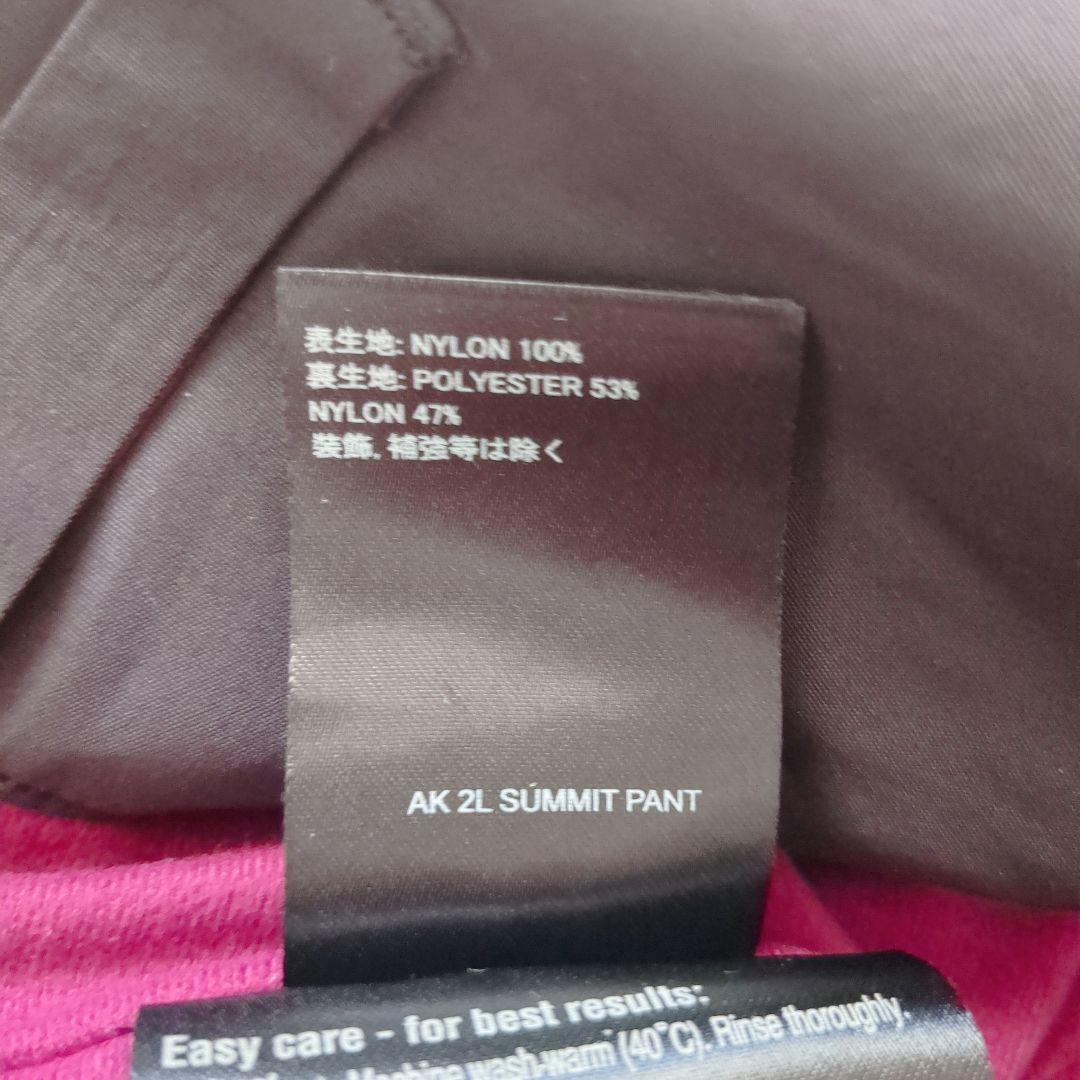 表生地: NYLON 100%
裏生地: POLYESTER 53%
NYLON 47%
装飾,補強等は除く
AK 2L SUMMIT PANT
Easy care - for best results:
Machine wash-warm (40°C). Rinse thoroughly.